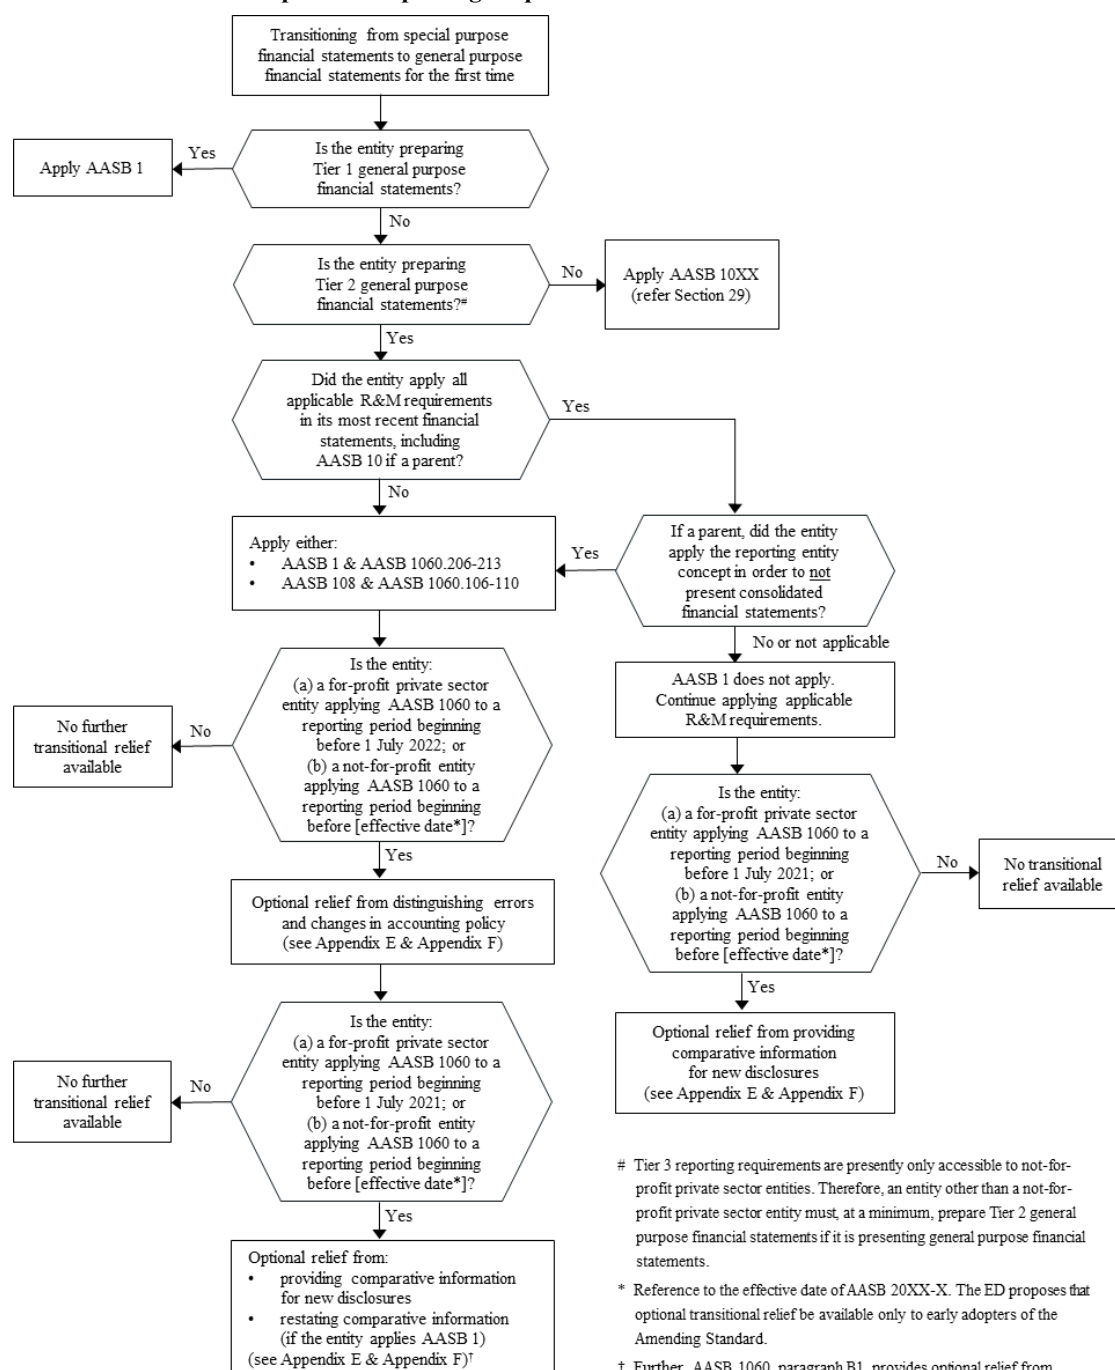 Transitioning from special purpose
financial statements to general purpose
financial statements for the first time
Is the entity preparing
Tier 1 general purpose
financial statements?
Yes
Apply AASB 1
No
Is the entity preparing
Tier 2 general purpose
financial statements?#
No
Apply AASB 10XX
(refer Section 29)
Yes
Did the entity apply all
applicable R&M requirements
in its most recent financial
statements, including
AASB 10 if a parent?
Yes
No
Apply either:
• AASB 1 & AASB 1060.206-213
• AASB 108 & AASB 1060.106-110
Yes
If a parent, did the entity
apply the reporting entity
concept in order to not
present consolidated
financial statements?
No or not applicable
AASB 1 does not apply.
Continue applying applicable
R&M requirements.
Is the entity:
(a) a for-profit private sector
entity applying AASB 1060 to a
reporting period beginning
before 1 July 2022; or
(b) a not-for-profit entity
applying AASB 1060 to a
reporting period beginning
before [effective date*]?
No
No further
transitional relief
available
Is the entity:
(a) a for-profit private sector
entity applying AASB 1060 to a
reporting period beginning
before 1 July 2021; or
(b) a not-for-profit entity
applying AASB 1060 to a
reporting period beginning
before [effective date*]?
No
No transitional
relief available
Yes
Optional relief from distinguishing errors
and changes in accounting policy
(see Appendix E & Appendix F)
Yes
Optional relief from providing
comparative information
for new disclosures
(see Appendix E & Appendix F)
Is the entity:
(a) a for-profit private sector
entity applying AASB 1060 to a
reporting period beginning
before 1 July 2021; or
(b) a not-for-profit entity
applying AASB 1060 to a
reporting period beginning
before [effective date*]?
No
No further
transitional relief
available
Yes
Optional relief from:
• providing comparative information
for new disclosures
• restating comparative information
(if the entity applies AASB 1)
(see Appendix E & Appendix F)†
# Tier 3 reporting requirements are presently only accessible to not-for-
profit private sector entities. Therefore, an entity other than a not-for-
profit private sector entity must, at a minimum, prepare Tier 2 general
purpose financial statements if it is presenting general purpose financial
statements.
* Reference to the effective date of AASB 20XX-X. The ED proposes that
optional transitional relief be available only to early adopters of the
Amending Standard.
† Further, AASB 1060, paragraph B1, provides optional relief from